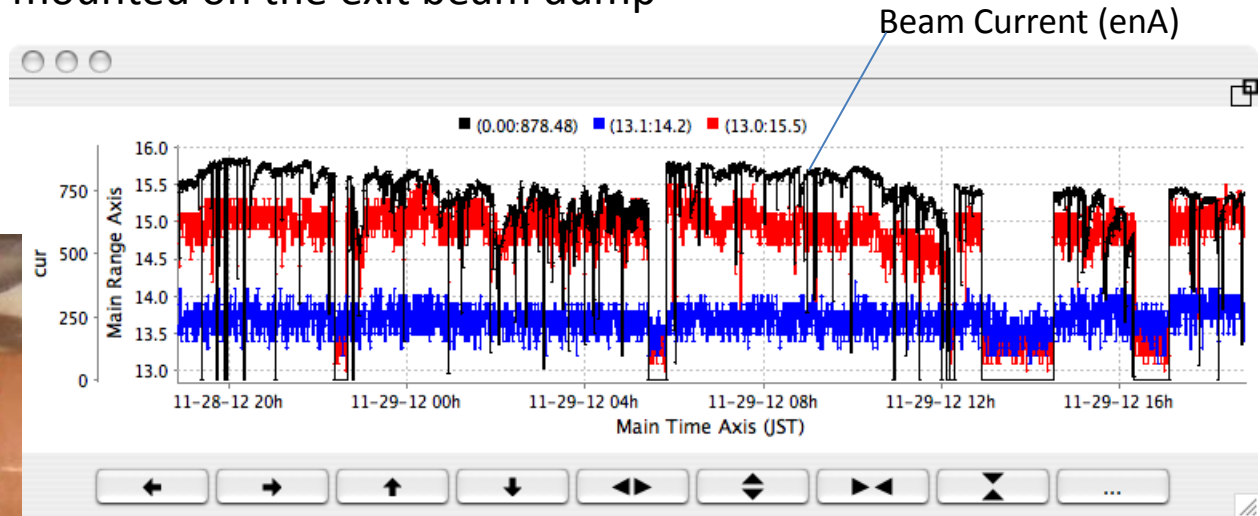 mounted on the exit beam dump
Beam Current (enA)
(0.00:878.48) (13.1:14.2) (13.0:15.5)
cur
750
500
250
0
Main Range Axis
16.0
15.5
15.0
14.5
14.0
13.5
13.0
11-28-12 20h 11-29-12 00h 11-29-12 04h 11-29-12 08h 11-29-12 12h 11-29-12 16h
Main Time Axis (JST)
...